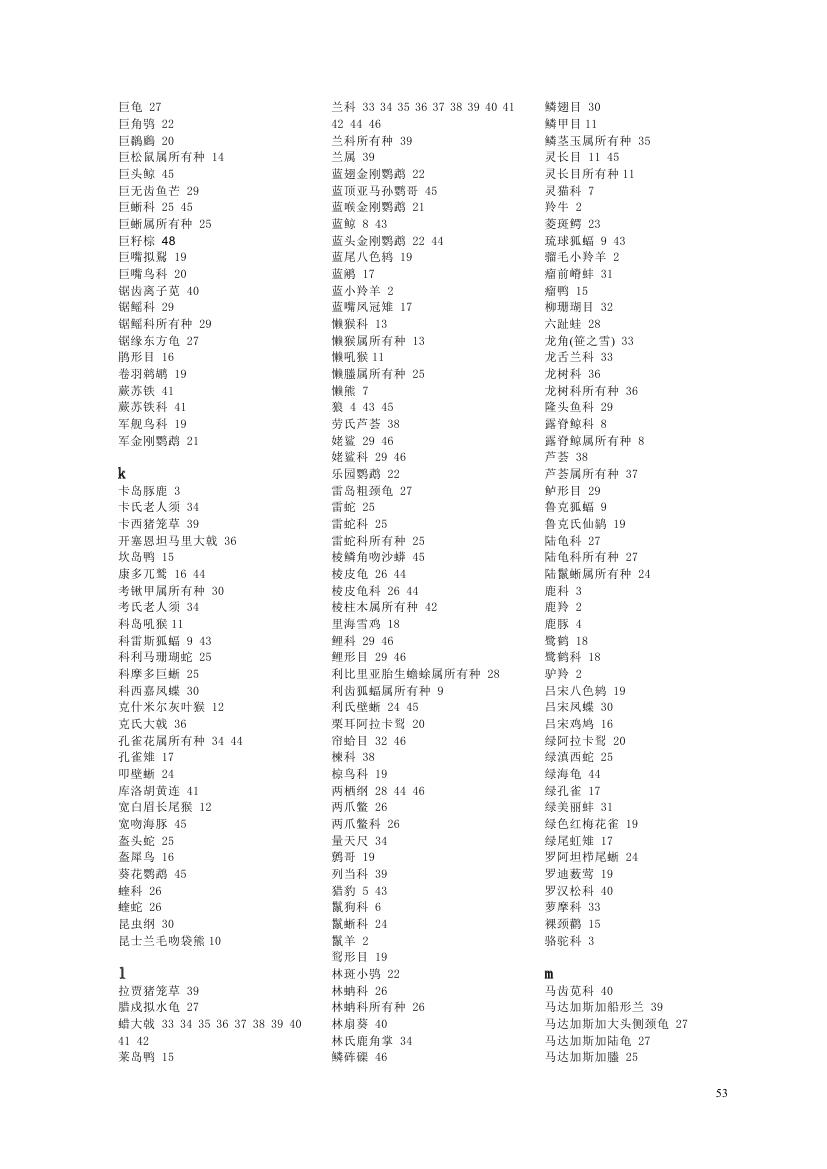 巨龟 27
巨角鸮 22
巨鹬鹂 20
巨松鼠属所有种 14
巨头鲸 45
巨无齿鱼芒 29
巨蜥科 25 45
巨蜥属所有种 25
巨籽棕 48
巨嘴拟鴷 19
巨嘴鸟科 20
锯齿离子苋 40
锯鳐科 29
锯鳐科所有种 29
锯缘东方龟 27
鹃形目 16
卷羽鹈鹕 19
蕨苏铁 41
蕨苏铁科 41
军舰鸟科 19
军金刚鹦鹉 21
k
卡岛豚鹿 3
卡氏老人须 34
卡西猪笼草 39
开塞恩坦马里大戟 36
坎岛鸭 15
康多兀鹫 16 44
考锹甲属所有种 30
考氏老人须 34
科岛吼猴 11
科雷斯狐蝠 9 43
科利马珊瑚蛇 25
科摩多巨蜥 25
科西嘉凤蝶 30
克什米尔灰叶猴 12
克氏大戟 36
孔雀花属所有种 34 44
孔雀雉 17
叩壁蜥 24
库洛胡黄连 41
宽白眉长尾猴 12
宽吻海豚 45
盔头蛇 25
盔犀鸟 16
葵花鹦鹉 45
蝰科 26
蝰蛇 26
昆虫纲 30
昆士兰毛吻袋熊 10
l
拉贾猪笼草 39
腊戍拟水龟 27
蜡大戟 33 34 35 36 37 38 39 40
41 42
莱岛鸭 15
兰科 33 34 35 36 37 38 39 40 41
42 44 46
兰科所有种 39
兰属 39
蓝翅金刚鹦鹉 22
蓝顶亚马孙鹦哥 45
蓝喉金刚鹦鹉 21
蓝鲸 8 43
蓝头金刚鹦鹉 22 44
蓝尾八色鸫 19
蓝鹇 17
蓝小羚羊 2
蓝嘴凤冠雉 17
懒猴科 13
懒猴属所有种 13
懒吼猴 11
懒蟒属所有种 25
懒熊 7
狼 4 43 45
劳氏芦荟 38
姥鲨 29 46
姥鲨科 29 46
乐园鹦鹉 22
雷岛粗颈龟 27
雷蛇 25
雷蛇科 25
雷蛇科所有种 25
棱鳞角吻沙蟒 45
棱皮龟 26 44
棱皮龟科 26 44
棱柱木属所有种 42
里海雪鸡 18
鲤科 29 46
鲤形目 29 46
利比里亚胎生蟾蜍属所有种 28
利齿狐蝠属所有种 9
利氏壁蜥 24 45
栗耳阿拉卡䴕 20
帘蛤目 32 46
楝科 38
椋鸟科 19
两栖纲 28 44 46
两爪鳖 26
两爪鳖科 26
量天尺 34
鹩哥 19
列当科 39
猎豹 5 43
鬣狗科 6
鬣蜥科 24
鬣羊 2
䴕形目 19
林斑小鸮 22
林蚺科 26
林蚺科所有种 26
林扇葵 40
林氏鹿角掌 34
鳞砗磲 46
鳞翅目 30
鳞甲目 11
鳞茎玉属所有种 35
灵长目 11 45
灵长目所有种 11
灵猫科 7
羚牛 2
菱斑鳄 23
琉球狐蝠 9 43
骝毛小羚羊 2
瘤前嵴蚌 31
瘤鸭 15
柳珊瑚目 32
六趾蛙 28
龙角(笹之雪) 33
龙舌兰科 33
龙树科 36
龙树科所有种 36
隆头鱼科 29
露脊鲸科 8
露脊鲸属所有种 8
芦荟 38
芦荟属所有种 37
鲈形目 29
鲁克狐蝠 9
鲁克氏仙鹟 19
陆龟科 27
陆龟科所有种 27
陆鬣蜥属所有种 24
鹿科 3
鹿羚 2
鹿豚 4
鹭鹤 18
鹭鹤科 18
驴羚 2
吕宋八色鸫 19
吕宋凤蝶 30
吕宋鸡鸠 16
绿阿拉卡䴕 20
绿滇西蛇 25
绿海龟 44
绿孔雀 17
绿美丽蚌 31
绿色红梅花雀 19
绿尾虹雉 17
罗阿坦栉尾蜥 24
罗迪薮莺 19
罗汉松科 40
萝摩科 33
裸颈鹳 15
骆驼科 3
m
马齿苋科 40
马达加斯加船形兰 39
马达加斯加大头侧颈龟 27
马达加斯加陆龟 27
马达加斯加蟒 25
53